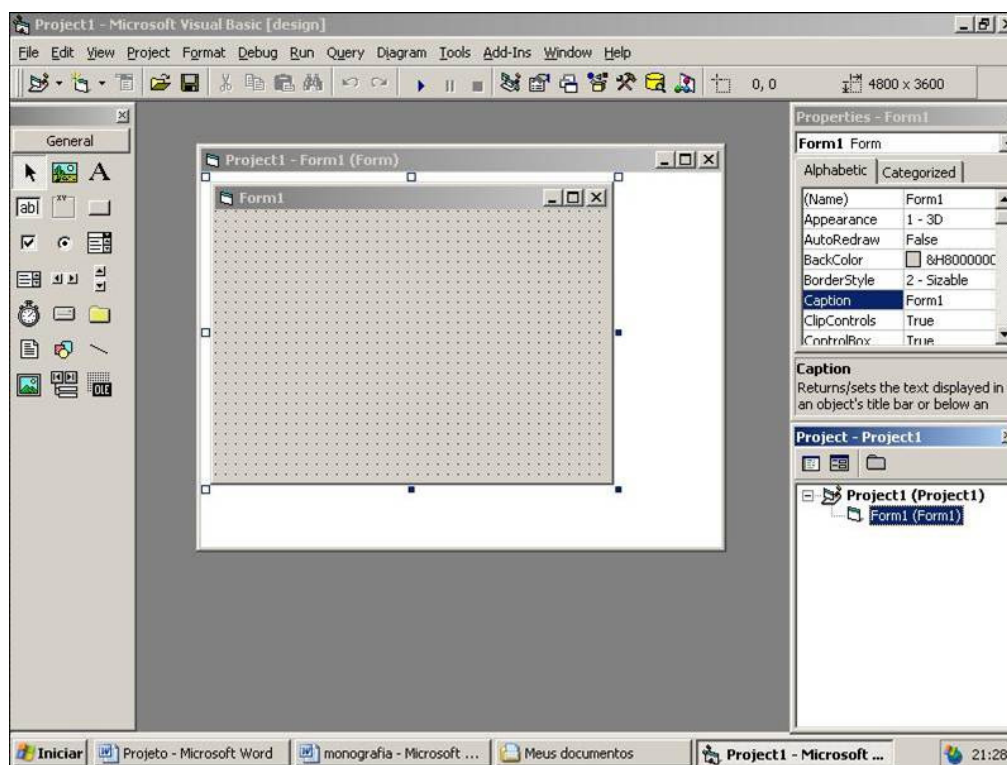 Project1 - Microsoft Visual Basic [design]
File Edit View Project Format Debug Run Query Diagram Tools Add-Ins Window Help
0, 0 4800 x 3600
General
A
ab|
XY
OLE
Project1 - Form1 (Form)
Form1
Properties - Form1
Form1 Form
Alphabetic Categorized
(Name) Form1
Appearance 1 - 3D
AutoRedraw False
BackColor &H8000000
BorderStyle 2 - Sizable
Caption Form1
ClipControls True
ControlBox True
Caption
Returns/sets the text displayed in
an object's title bar or below an
Project - Project1
Project1 (Project1)
Form1 (Form1)
Iniciar Projeto - Microsoft Word monografia - Microsoft ... Meus documentos Project1 - Microsoft ... 21:28